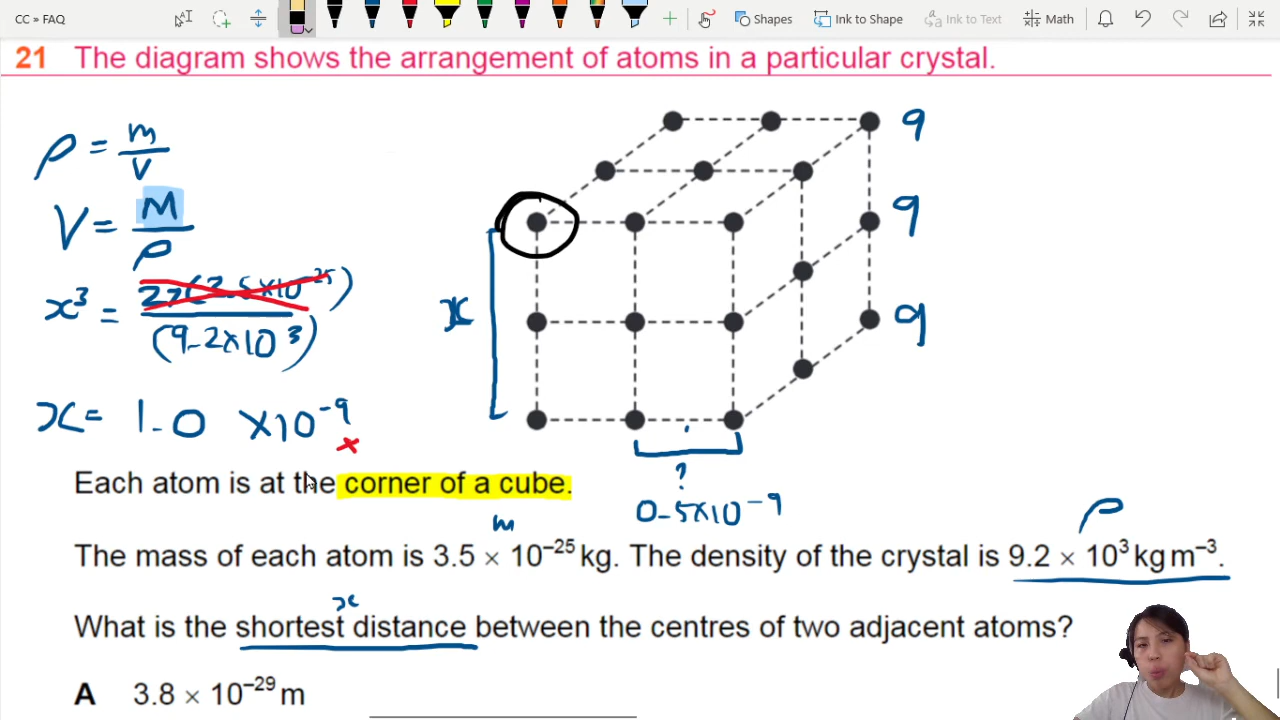 CC » FAQ
Shapes
Ink to Shape
Ink to Text
Math
21 The diagram shows the arrangement of atoms in a particular crystal.
ρ = m/V
V = M/ρ
x³ = 27(3.5×10⁻²⁵) / (9.2×10³)
x = 1.0 ×10⁻⁹ ×
9
9
9
x
?
0.5×10⁻⁹
Each atom is at the corner of a cube.
m
ρ
The mass of each atom is 3.5 × 10⁻²⁵ kg. The density of the crystal is 9.2 × 10³ kg m⁻³.
x
What is the shortest distance between the centres of two adjacent atoms?
A 3.8 × 10⁻²⁹ m